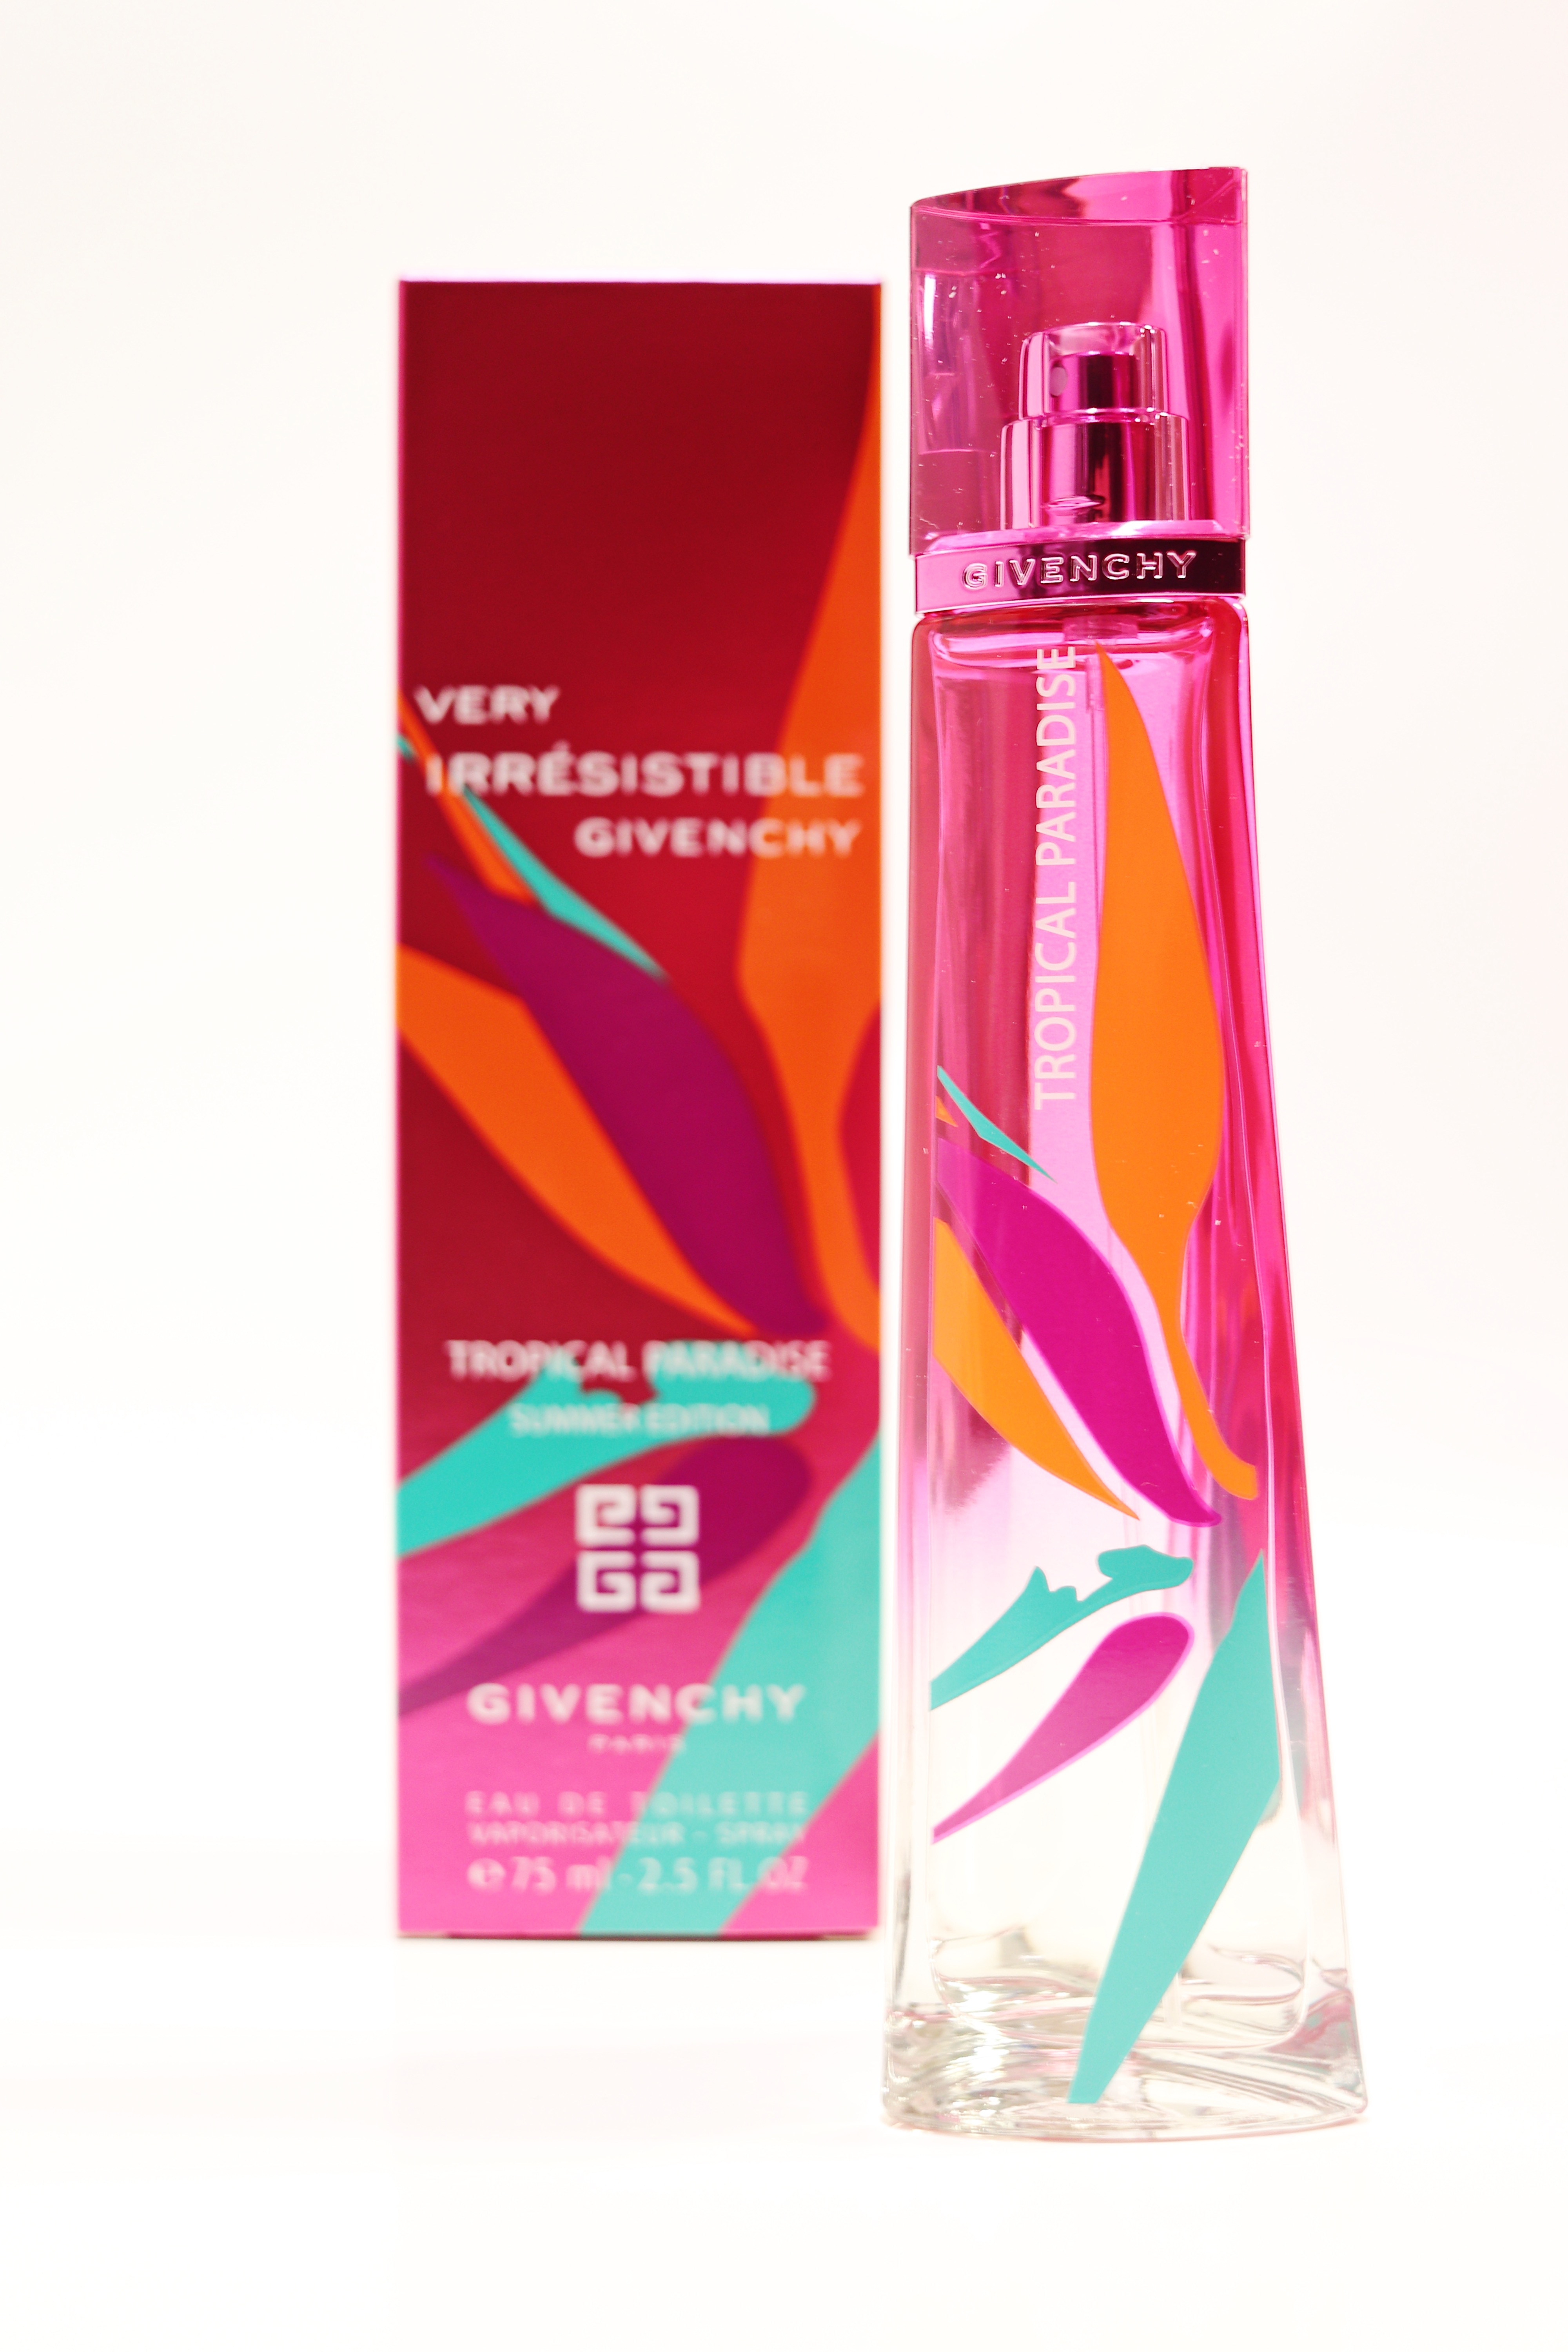 VERY
IRRÉSISTIBLE
GIVENCHY
TROPICAL PARADISE
SUMMER EDITION
GIVENCHY
PARIS
EAU DE TOILETTE
VAPORISATEUR - SPRAY
℮ 75 ml - 2.5 FL.OZ
GIVENCHY
TROPICAL PARADISE